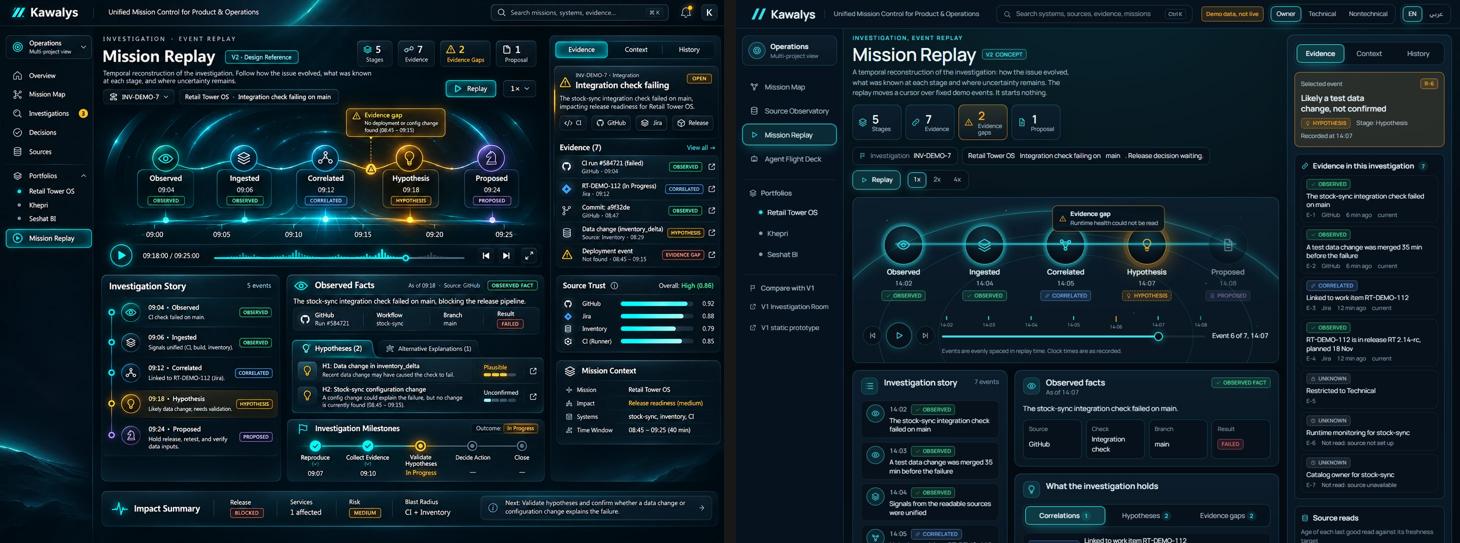 Kawalys
Unified Mission Control for Product & Operations
Search missions, systems, evidence...
⌘ K
K
Operations
Multi-project view
Overview
Mission Map
Investigations 3
Decisions
Sources
Portfolios
Retail Tower OS
Khepri
Seshat BI
Mission Replay
INVESTIGATION · EVENT REPLAY
Mission Replay
V2 · Design Reference
Temporal reconstruction of the investigation. Follow how the issue evolved, what was known
at each stage, and where uncertainty remains.
5 Stages
7 Evidence
2 Evidence Gaps
1 Proposal
INV-DEMO-7
Retail Tower OS · Integration check failing on main
Replay
1×
Evidence gap
No deployment or config change
found (08:45 – 09:15)
Observed
09:04
OBSERVED
Ingested
09:06
OBSERVED
Correlated
09:12
CORRELATED
Hypothesis
09:18
HYPOTHESIS
Proposed
09:24
PROPOSED
09:00
09:05
09:10
09:15
09:20
09:25
09:18:00 / 09:25:00
Investigation Story
5 events
09:04 • Observed
CI check failed on main.
OBSERVED
09:06 • Ingested
Signals unified (CI, build, inventory).
OBSERVED
09:12 • Correlated
Linked to RT-DEMO-112 (Jira).
CORRELATED
09:18 • Hypothesis
Likely data change; needs validation.
HYPOTHESIS
09:24 • Proposed
Hold release, retest, and verify
data inputs.
PROPOSED
Observed Facts
As of 09:18 · Source: GitHub
OBSERVED FACT
The stock-sync integration check failed on main, blocking the release pipeline.
GitHub
Run #584721
Workflow
stock-sync
Branch
main
Result
FAILED
Hypotheses (2)
Alternative Explanations (1)
H1: Data change in inventory_delta
Recent data change may have caused the check to fail.
Plausible
H2: Stock-sync configuration change
A config change could explain the failure, but no change
is currently found (08:45 – 09:15).
Unconfirmed
Investigation Milestones
Outcome: In Progress
Reproduce
09:07
Collect Evidence
09:10
Validate
Hypotheses
In Progress
Decide Action
—
Close
—
Impact Summary
Release
BLOCKED
Services
1 affected
Risk
MEDIUM
Blast Radius
CI + Inventory
Next: Validate hypotheses and confirm whether a data change or
configuration change explains the failure.
Evidence
Context
History
INV-DEMO-7 · Integration
Integration check failing
OPEN
The stock-sync integration check failed on main,
impacting release readiness for Retail Tower OS.
CI
GitHub
Jira
Release
Evidence (7)
View all →
CI run #584721 (failed)
GitHub · 09:04
OBSERVED
RT-DEMO-112 (In Progress)
Jira · 09:12
CORRELATED
Commit: a9f32de
GitHub · 08:47
OBSERVED
Data change (inventory_delta)
Source: Inventory · 08:29
HYPOTHESIS
Deployment event
Not found · 08:45 – 09:15
EVIDENCE GAP
Source Trust
Overall: High (0.86)
GitHub 0.92
Jira 0.88
Inventory 0.79
CI (Runner) 0.85
Mission Context
Mission Retail Tower OS
Impact Release readiness (medium)
Systems stock-sync, inventory, CI
Time Window 08:45 – 09:25 (40 min)
Kawalys
Unified Mission Control for Product & Operations
Search systems, sources, evidence, missions
Ctrl K
Demo data, not live
Owner
Technical
Nontechnical
EN
عربي
Operations
Multi-project view
Mission Map
Source Observatory
Mission Replay
Agent Flight Deck
Portfolios
Retail Tower OS
Khepri
Seshat BI
Compare with V1
V1 Investigation Room
V1 static prototype
INVESTIGATION, EVENT REPLAY
Mission Replay
V2 CONCEPT
A temporal reconstruction of the investigation: how the issue evolved,
what was known at each stage and where uncertainty remains. The
replay moves a cursor over fixed demo events. It starts nothing.
5 Stages
7 Evidence
2 Evidence
gaps
1 Proposal
Investigation INV-DEMO-7
Retail Tower OS Integration check failing on main . Release decision waiting.
Replay
1x
2x
4x
Evidence gap
Runtime health could not be read
Observed
14:02
OBSERVED
Ingested
14:04
OBSERVED
Correlated
14:05
CORRELATED
Hypothesis
14:07
HYPOTHESIS
Proposed
14:08
PROPOSED
14:02
14:03
14:04
14:05
14:06
14:07
14:08
Event 6 of 7, 14:07
Events are evenly spaced in replay time. Clock times are as recorded.
Investigation story
7 events
14:02 OBSERVED
The stock-sync integration check
failed on main
14:03 OBSERVED
A test data change was merged 35
min before the failure
14:04 OBSERVED
Signals from the readable sources
were unified
14:05 CORRELATED
Observed facts
As of 14:07
OBSERVED FACT
The stock-sync integration check failed on main.
Source
GitHub
Check
Integration
check
Branch
main
Result
FAILED
What the investigation holds
Correlations 1
Hypotheses 2
Evidence gaps 2
Linked to work item RT-DEMO-112
Evidence
Context
History
Selected event
R-6
Likely a test data
change, not confirmed
HYPOTHESIS
Stage: Hypothesis
Recorded at 14:07
Evidence in this investigation 7
OBSERVED
The stock-sync integration check failed
on main
E-1 GitHub 6 min ago current
OBSERVED
A test data change was merged 35 min
before the failure
E-2 GitHub 6 min ago current
CORRELATED
Linked to work item RT-DEMO-112
E-3 Jira 12 min ago current
OBSERVED
RT-DEMO-112 is in release RT 2.14-rc,
planned 18 Nov
E-4 Jira 12 min ago current
UNKNOWN
Restricted to Technical
E-5
UNKNOWN
Runtime monitoring for stock-sync
E-6 Not read: source not set up
UNKNOWN
Catalog owner for stock-sync
E-7 Not read: source unavailable
Source reads
Age of each last good read against its freshness
target